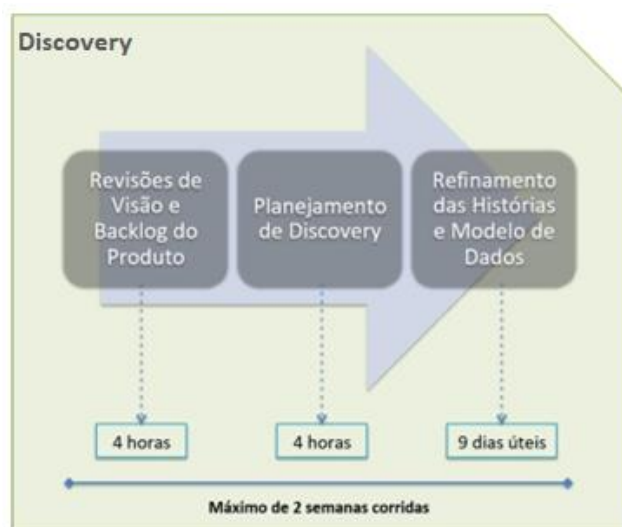 Discovery
Revisões de
Visão e
Backlog do
Produto
Planejamento
de Discovery
Refinamento
das Histórias
e Modelo de
Dados
4 horas
4 horas
9 dias úteis
Máximo de 2 semanas corridas